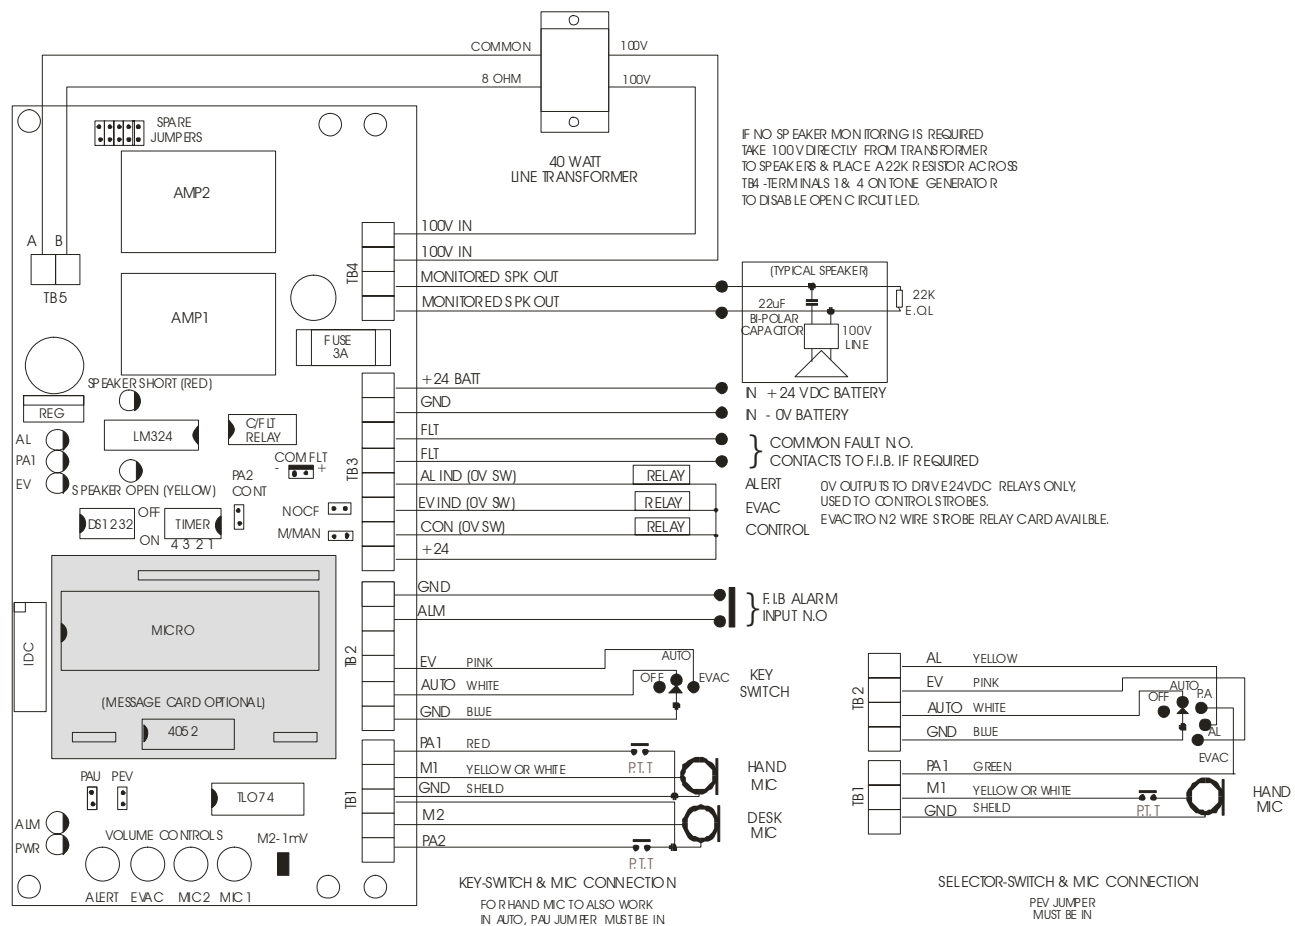 COMMON
100V
8 OHM
100V
SPARE
JUMPERS
40 WATT
LINE TRANSFORMER
IF NO SPEAKER MONITORING IS REQUIRED
TAKE 100V DIRECTLY FROM TRANSFORMER
TO SPEAKERS & PLACE A 22K RESISTOR ACROSS
TB4 -TERMINALS 1 & 4 ON TONE GENERATOR
TO DISABLE OPEN CIRCUIT LED.
AMP2
A B
TB5
TB4
100V IN
100V IN
MONITORED SPK OUT
MONITORED SPK OUT
(TYPICAL SPEAKER)
22uF
BI-POLAR
CAPACITOR
100V
LINE
22K
E.O.L
AMP1
FUSE
3A
SPEAKER SHORT (RED)
REG
LM324
C/FLT
RELAY
AL
PA1
EV
COM FLT
- +
SPEAKER OPEN (YELLOW)
PA2
CONT
DS1232
OFF
ON
TIMER
4 3 2 1
NOCF
M/MAN
TB3
+24 BATT
GND
FLT
FLT
AL IND (0V SW)
EV IND (0V SW)
CON (0V SW)
+24
RELAY
RELAY
RELAY
IN + 24 VDC BATTERY
IN - 0V BATTERY
COMMON FAULT N.O.
CONTACTS TO F.I.B. IF REQUIRED
ALERT
EVAC
CONTROL
0V OUTPUTS TO DRIVE 24VDC RELAYS ONLY,
USED TO CONTROL STROBES.
EVACTRON 2 WIRE STROBE RELAY CARD AVAILBLE.
IDC
MICRO
(MESSAGE CARD OPTIONAL)
4052
TB2
GND
ALM
F.I.B ALARM
INPUT N.O
EV PINK
AUTO WHITE
GND BLUE
AUTO
OFF
EVAC
KEY
SWITCH
PAU
PEV
TLO74
ALM
PWR
VOLUME CONTROLS
M2-1mV
ALERT EVAC MIC2 MIC1
TB1
PA1 RED
M1 YELLOW OR WHITE
GND SHEILD
M2
PA2
P.T.T
P.T.T
HAND
MIC
DESK
MIC
KEY-SWITCH & MIC CONNECTION
FOR HAND MIC TO ALSO WORK
IN AUTO, PAU JUMPER MUST BE IN
TB2
AL YELLOW
EV PINK
AUTO WHITE
GND BLUE
AUTO
OFF
P.A
AL
EVAC
TB1
PA1 GREEN
M1 YELLOW OR WHITE
GND SHEILD
P.T.T
HAND
MIC
SELECTOR-SWITCH & MIC CONNECTION
PEV JUMPER
MUST BE IN